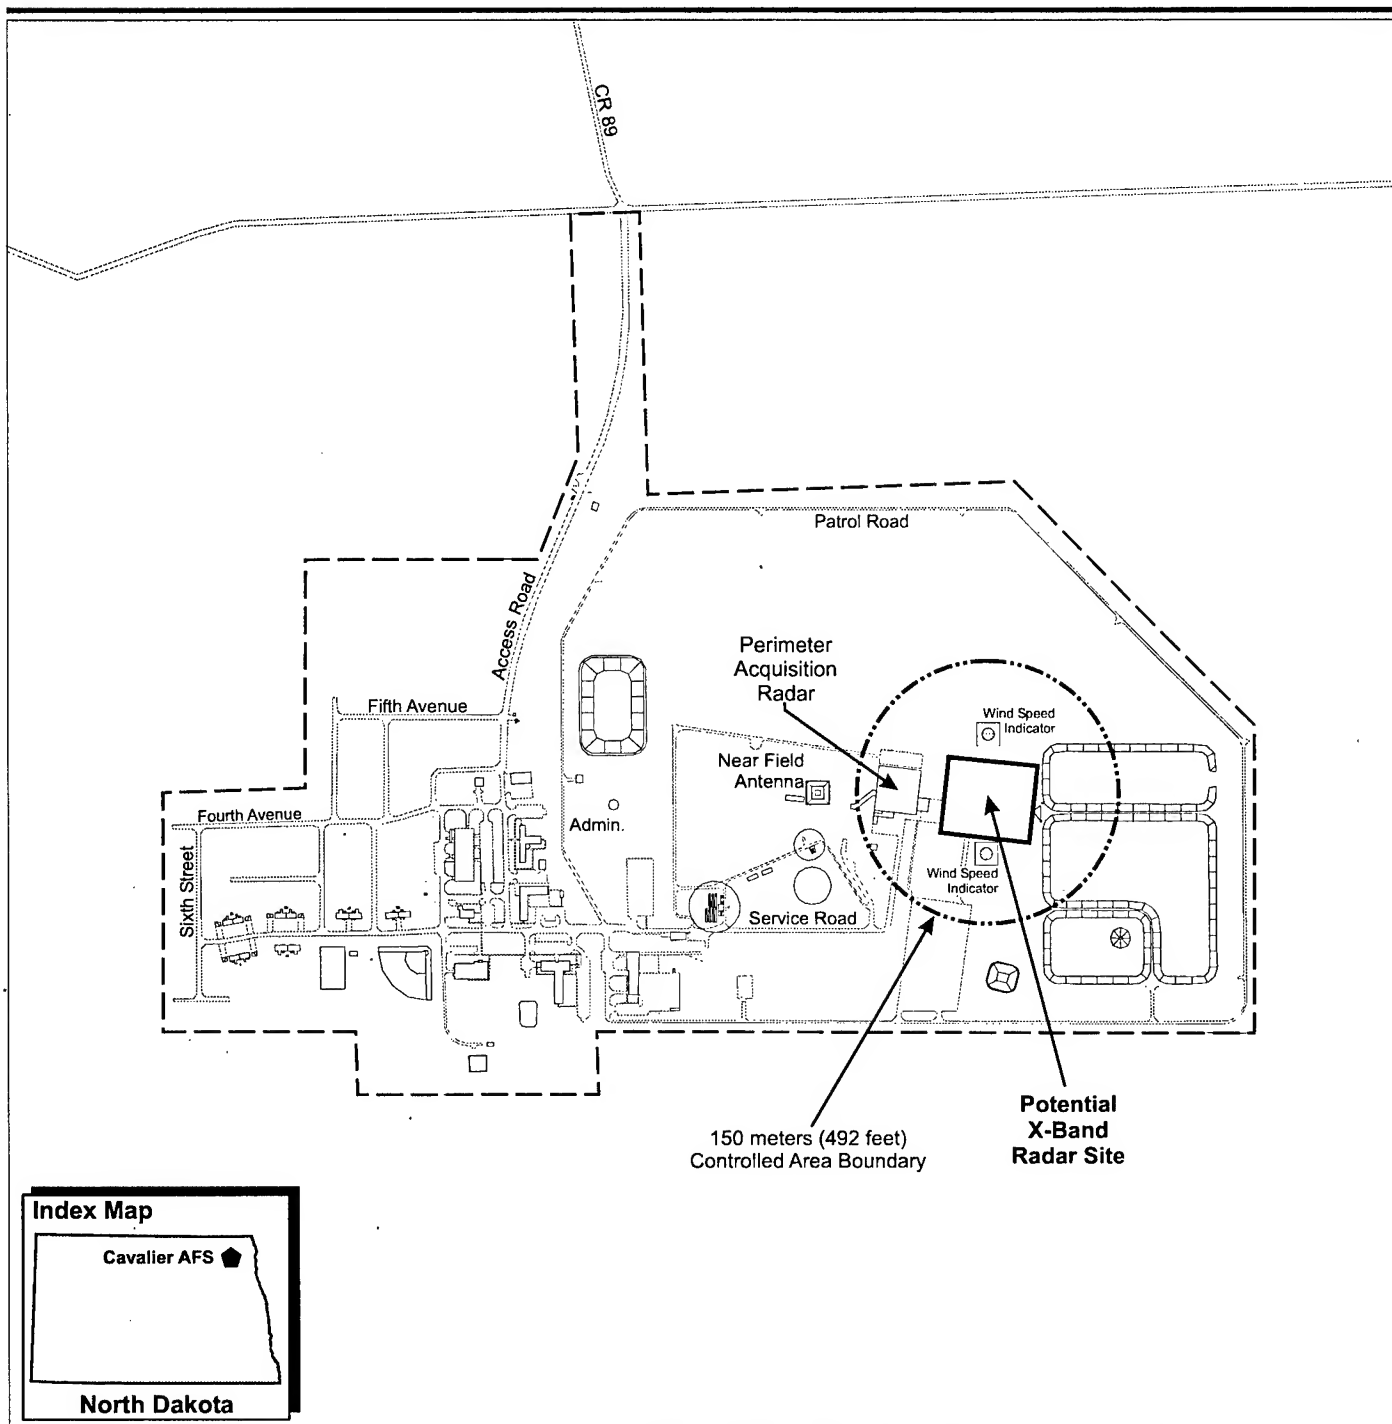 CR 89
Patrol Road
Access Road
Perimeter
Acquisition
Radar
Fifth Avenue
Wind Speed
Indicator
Near Field
Antenna
Fourth Avenue
Admin.
Sixth Street
Wind Speed
Indicator
Service Road
150 meters (492 feet)
Controlled Area Boundary
Potential
X-Band
Radar Site
Index Map
Cavalier AFS
North Dakota